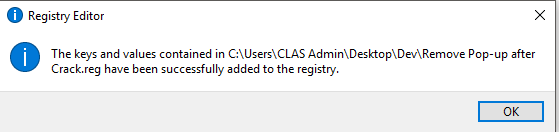 Registry Editor
The keys and values contained in C:\Users\CLAS Admin\Desktop\Dev\Remove Pop-up after
Crack.reg have been successfully added to the registry.
OK